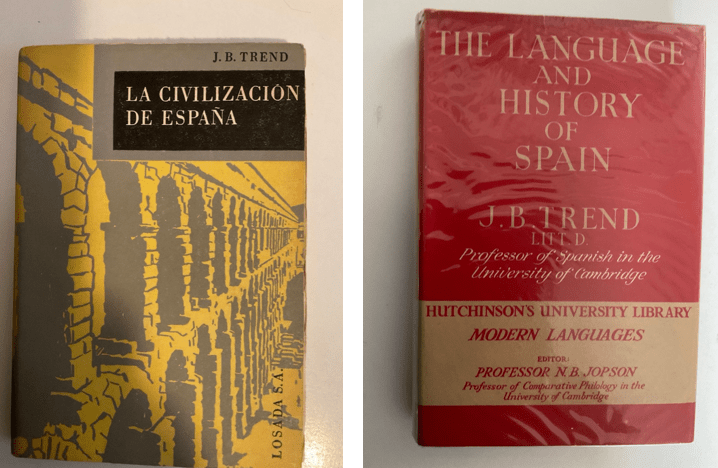 J. B. TREND
LA CIVILIZACIÓN
DE ESPAÑA
LOSADA S.A.
THE LANGUAGE
AND
HISTORY
OF
SPAIN
J. B. TREND
LITT. D.
Professor of Spanish in the
University of Cambridge
HUTCHINSON'S UNIVERSITY LIBRARY
MODERN LANGUAGES
EDITOR:
PROFESSOR N. B. JOPSON
Professor of Comparative Philology in the
University of Cambridge